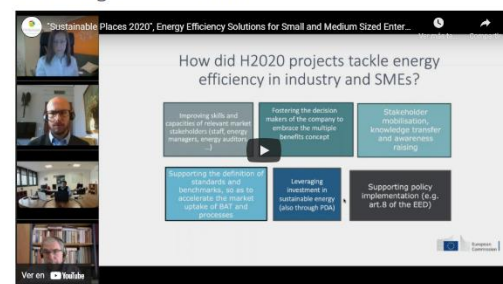 "Sustainable Places 2020", Energy Efficiency Solutions for Small and Medium Sized Enter...
How did H2020 projects tackle energy
efficiency in industry and SMEs?
Improving skills and
capacities of relevant market
stakeholders (staff, energy
managers, energy auditors
...)
Fostering the decision
makers of the company to
embrace the multiple
benefits concept
Stakeholder
mobilisation,
knowledge transfer
and awareness
raising
Supporting the definition of
standards and
benchmarks, so as to
accelerate the market
uptake of BAT and
processes
Leveraging
investment in
sustainable energy
(also through PDA)
Supporting policy
implementation (e.g.
art.8 of the EED)
European
Commission
Ver en YouTube